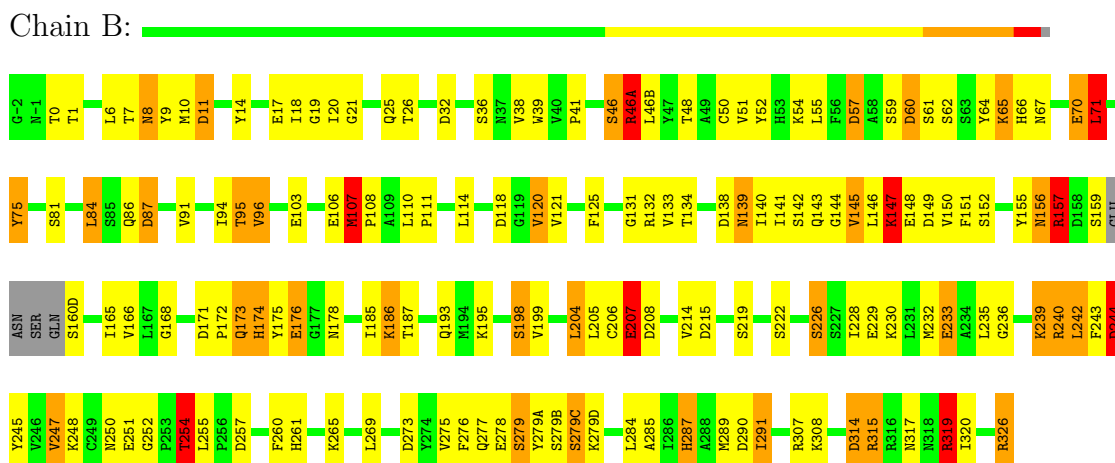 Chain B:
G-2 N-1 T0 T1 L6 T7 N8 Y9 M10 D11 Y14 E17 I18 G19 I20 G21 Q25 T26 D32 S36 N37 V38 W39 V40 P41 S46 R46A L46B Y47 T48 A49 C50 V51 Y52 H53 K54 L55 F56 D57 A58 S59 D60 S61 S62 S63 Y64 K65 H66 N67 E70 L71
Y75 S81 L84 S85 Q86 D87 V91 I94 T95 V96 E103 E106 M107 P108 A109 L110 P111 L114 D118 G119 V120 V121 F125 G131 R132 V133 T134 D138 N139 I140 I141 S142 Q143 G144 V145 L146 K147 E148 D149 V150 F151 S152 Y155 N156 R157 D158 S159 GLU
ASN SER GLN S160D I165 V166 L167 G168 D171 P172 Q173 H174 Y175 E176 G177 N178 I185 K186 T187 Q193 M194 K195 S198 V199 L204 L205 C206 E207 D208 V214 D215 S219 S222 S226 S227 I228 E229 K230 L231 M232 E233 A234 L235 G236 K239 R240 L242 F243 D244
Y245 V246 V247 K248 C249 N250 E251 G252 P253 T254 L255 P256 D257 F260 H261 K265 L269 D273 Y274 V275 F276 Q277 E278 S279 Y279A S279B S279C K279D L284 A285 I286 H287 A288 M289 D290 I291 R307 K308 D314 R315 R316 N317 N318 R319 I320 R326